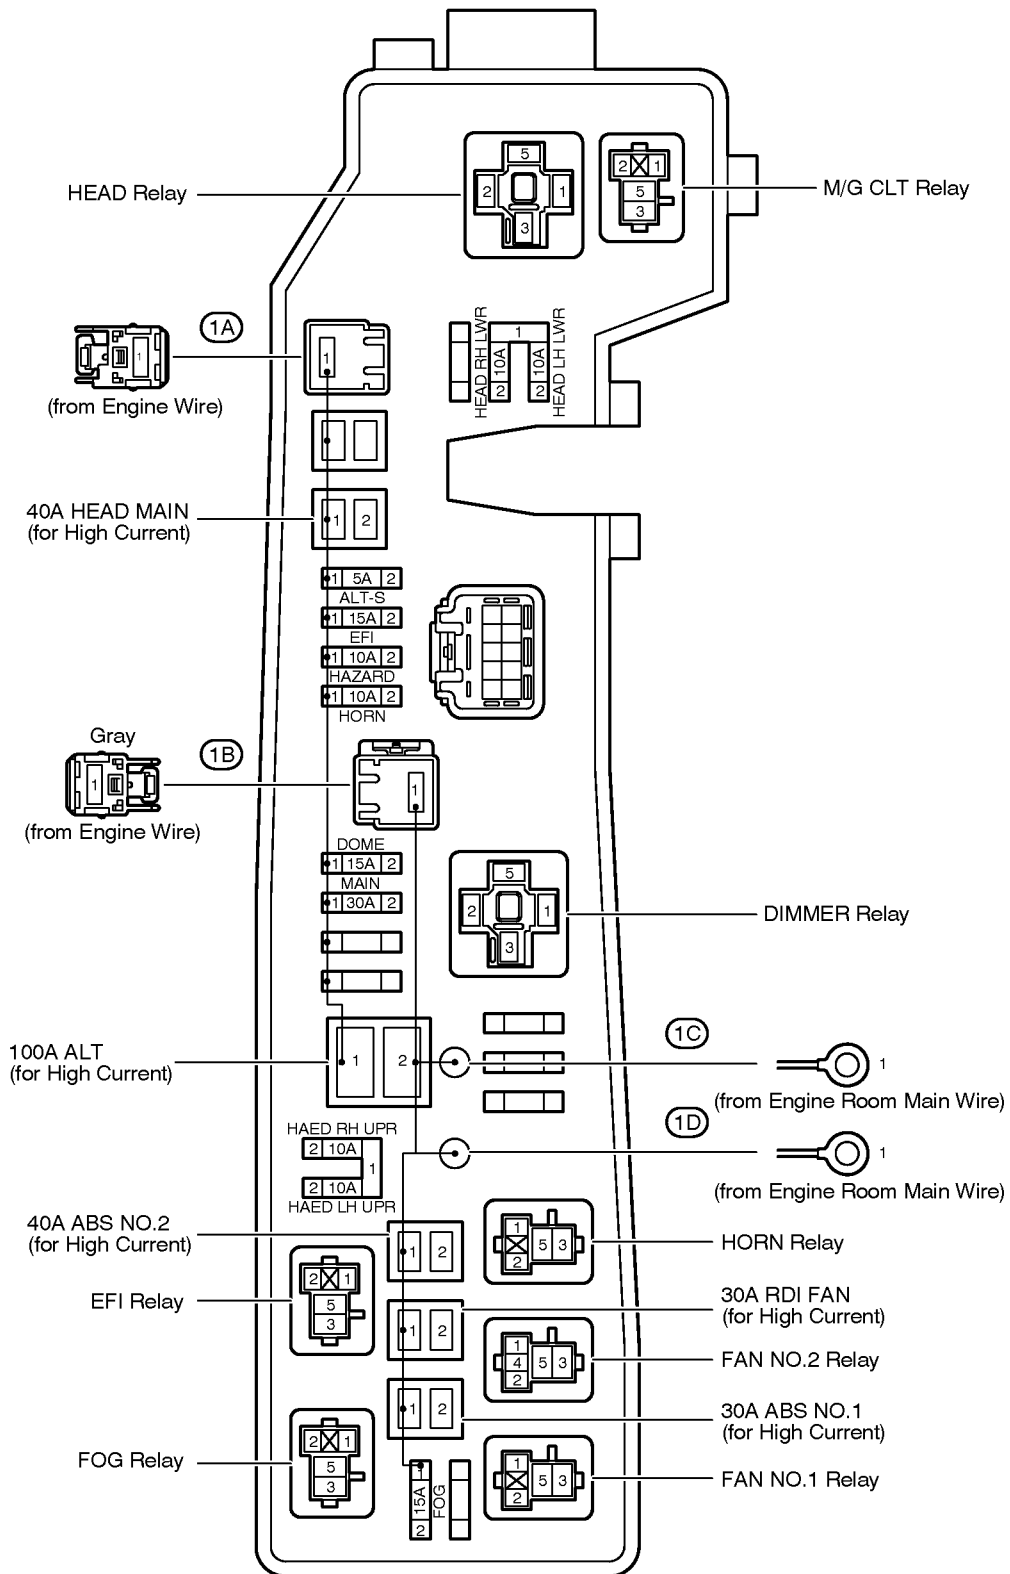 5
2
1
3
2
1
5
3
HEAD Relay
M/G CLT Relay
1A
1
1
(from Engine Wire)
HEAD RH LWR
1
10A
10A
2
2
HEAD LH LWR
40A HEAD MAIN
(for High Current)
1
2
1 5A 2
ALT-S
1 15A 2
EFI
1 10A 2
HAZARD
1 10A 2
HORN
Gray
1B
1
1
(from Engine Wire)
DOME
1 15A 2
MAIN
1 30A 2
5
2
1
3
DIMMER Relay
100A ALT
(for High Current)
1
2
1C
1
(from Engine Room Main Wire)
1D
1
(from Engine Room Main Wire)
HAED RH UPR
2 10A
1
2 10A
HAED LH UPR
40A ABS NO.2
(for High Current)
1
2
1
5 3
2
HORN Relay
EFI Relay
2
1
5
3
1
2
30A RDI FAN
(for High Current)
1
4
5 3
2
FAN NO.2 Relay
1
2
30A ABS NO.1
(for High Current)
FOG Relay
2
1
5
3
1
15A
2
FOG
1
5 3
2
FAN NO.1 Relay